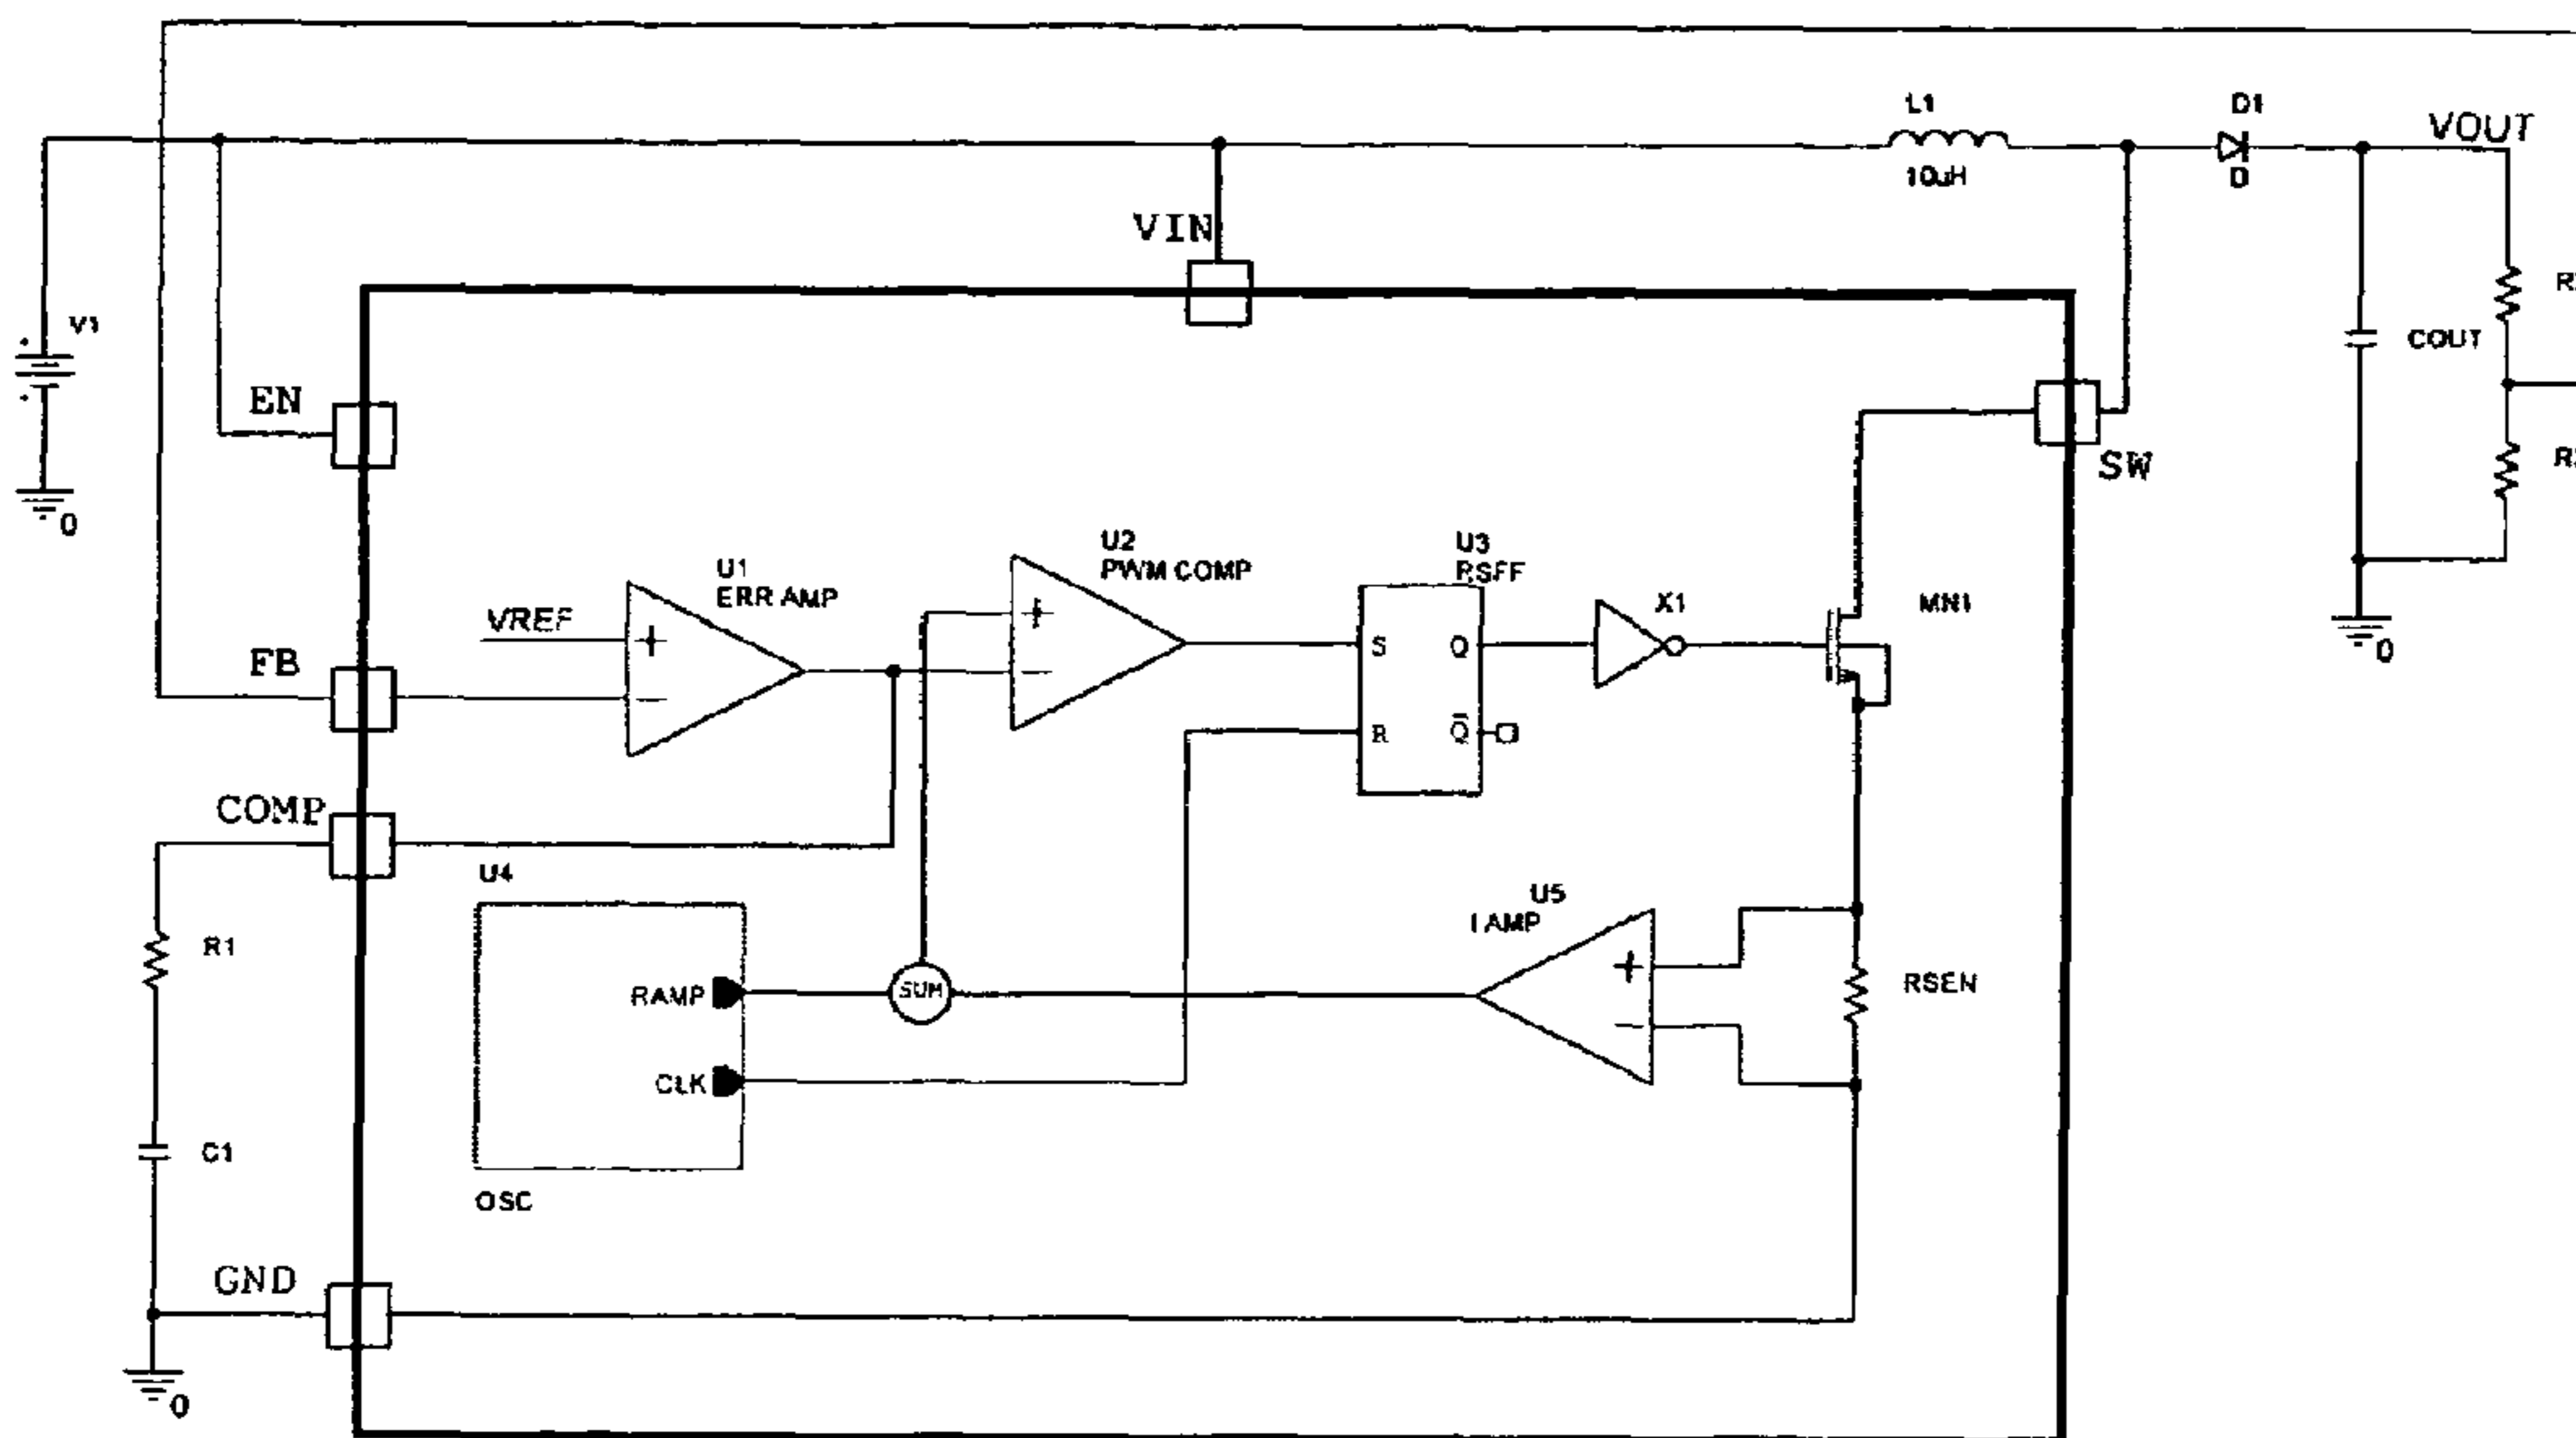 L1
D1
VOUT
10uH
D
VIN
V1
COUT
EN
SW
0
U1
ERR AMP
U2
PWM COMP
U3
RSFF
X1
MN1
VREF
+
+
S
Q
0
FB
−
−
R
Q̅
COMP
U4
U5
I AMP
R1
RAMP
SUM
+
−
RSEN
CLK
C1
OSC
GND
0